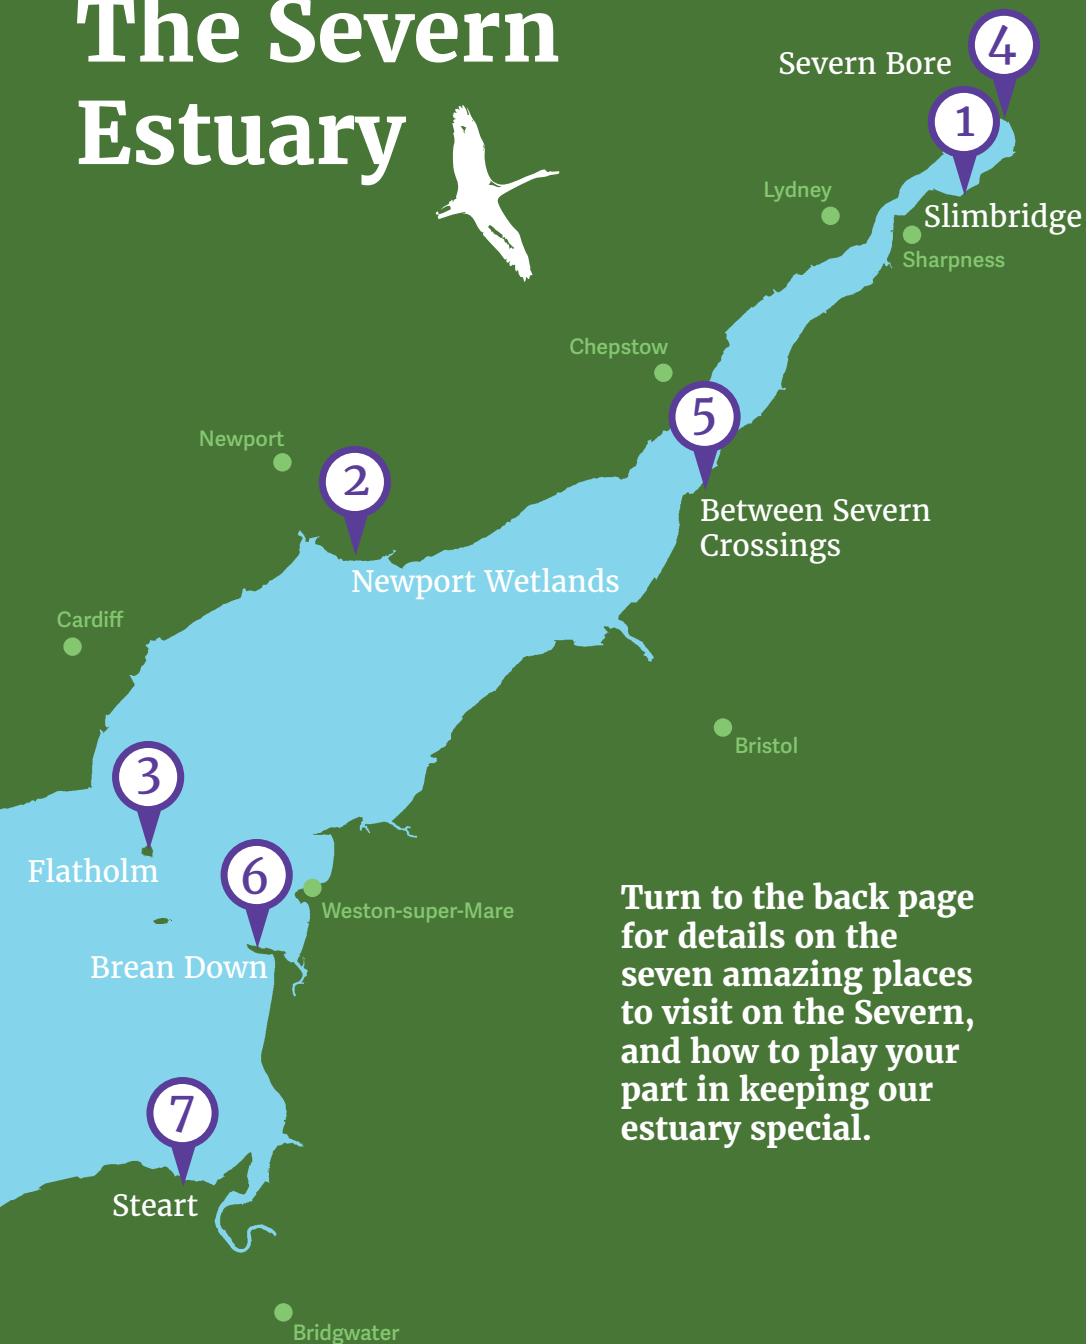 The Severn
Estuary
4
Severn Bore
1
Lydney
Slimbridge
Sharpness
Chepstow
5
Newport
2
Between Severn
Crossings
Newport Wetlands
Cardiff
Bristol
3
Flatholm
6
Weston-super-Mare
Brean Down
Turn to the back page
for details on the
seven amazing places
to visit on the Severn,
and how to play your
part in keeping our
estuary special.
7
Steart
Bridgwater